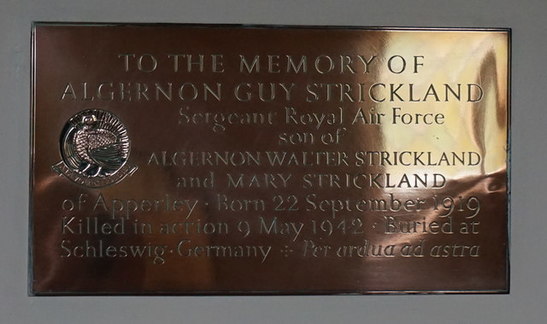 TO THE MEMORY OF
ALGERNON GUY STRICKLAND
Sergeant Royal Air Force
son of
ALGERNON WALTER STRICKLAND
and MARY STRICKLAND
of Apperley · Born 22 September 1919
Killed in action 9 May 1942 · Buried at
Schleswig · Germany ✢ Per ardua ad astra